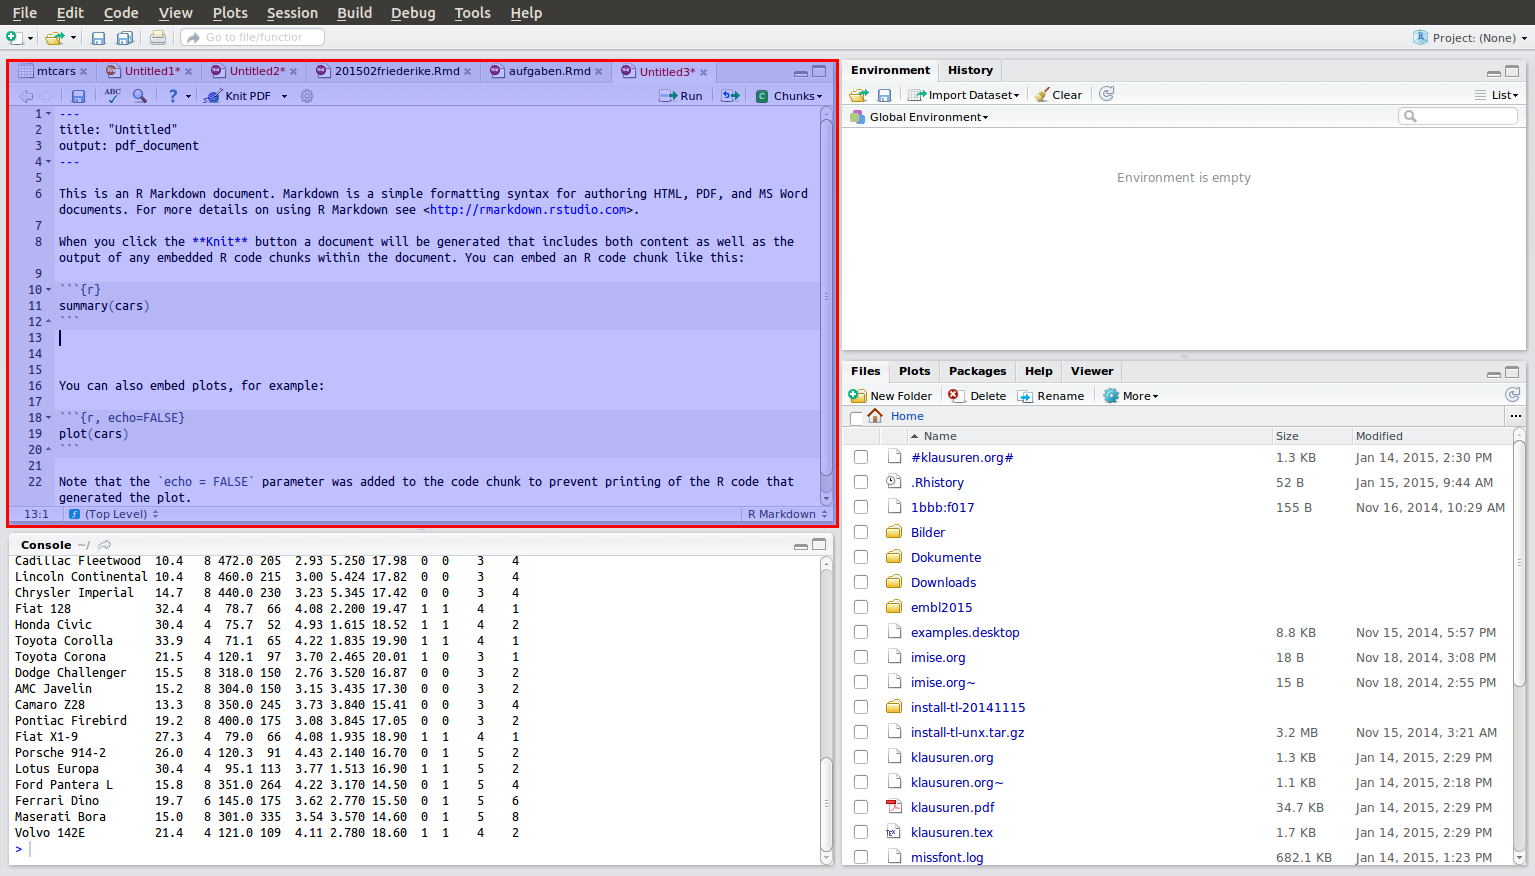 File Edit Code View Plots Session Build Debug Tools Help
Go to file/function
Project: (None)
mtcars Untitled1* Untitled2* 201502friederike.Rmd aufgaben.Rmd Untitled3*
ABC ? Knit PDF Run Chunks
1 ---
2 title: "Untitled"
3 output: pdf_document
4 ---
5
6 This is an R Markdown document. Markdown is a simple formatting syntax for authoring HTML, PDF, and MS Word
documents. For more details on using R Markdown see <http://rmarkdown.rstudio.com>.
7
8 When you click the **Knit** button a document will be generated that includes both content as well as the
output of any embedded R code chunks within the document. You can embed an R code chunk like this:
9
10 ```{r}
11 summary(cars)
12 ```
13
14
15
16 You can also embed plots, for example:
17
18 ```{r, echo=FALSE}
19 plot(cars)
20 ```
21
22 Note that the `echo = FALSE` parameter was added to the code chunk to prevent printing of the R code that
generated the plot.
13:1 (Top Level) R Markdown
Console ~/
Cadillac Fleetwood 10.4 8 472.0 205 2.93 5.250 17.98 0 0 3 4
Lincoln Continental 10.4 8 460.0 215 3.00 5.424 17.82 0 0 3 4
Chrysler Imperial 14.7 8 440.0 230 3.23 5.345 17.42 0 0 3 4
Fiat 128 32.4 4 78.7 66 4.08 2.200 19.47 1 1 4 1
Honda Civic 30.4 4 75.7 52 4.93 1.615 18.52 1 1 4 2
Toyota Corolla 33.9 4 71.1 65 4.22 1.835 19.90 1 1 4 1
Toyota Corona 21.5 4 120.1 97 3.70 2.465 20.01 1 0 3 1
Dodge Challenger 15.5 8 318.0 150 2.76 3.520 16.87 0 0 3 2
AMC Javelin 15.2 8 304.0 150 3.15 3.435 17.30 0 0 3 2
Camaro Z28 13.3 8 350.0 245 3.73 3.840 15.41 0 0 3 4
Pontiac Firebird 19.2 8 400.0 175 3.08 3.845 17.05 0 0 3 2
Fiat X1-9 27.3 4 79.0 66 4.08 1.935 18.90 1 1 4 1
Porsche 914-2 26.0 4 120.3 91 4.43 2.140 16.70 0 1 5 2
Lotus Europa 30.4 4 95.1 113 3.77 1.513 16.90 1 1 5 2
Ford Pantera L 15.8 8 351.0 264 4.22 3.170 14.50 0 1 5 4
Ferrari Dino 19.7 6 145.0 175 3.62 2.770 15.50 0 1 5 6
Maserati Bora 15.0 8 301.0 335 3.54 3.570 14.60 0 1 5 8
Volvo 142E 21.4 4 121.0 109 4.11 2.780 18.60 1 1 4 2
>
Environment History
Import Dataset Clear List
Global Environment
Environment is empty
Files Plots Packages Help Viewer
New Folder Delete Rename More
Home ...
Name Size Modified
#klausuren.org# 1.3 KB Jan 14, 2015, 2:30 PM
.Rhistory 52 B Jan 15, 2015, 9:44 AM
1bbb:f017 155 B Nov 16, 2014, 10:29 AM
Bilder
Dokumente
Downloads
embl2015
examples.desktop 8.8 KB Nov 15, 2014, 5:57 PM
imise.org 18 B Nov 18, 2014, 3:08 PM
imise.org~ 15 B Nov 18, 2014, 2:55 PM
install-tl-20141115
install-tl-unx.tar.gz 3.2 MB Nov 15, 2014, 3:21 AM
klausuren.org 1.3 KB Jan 14, 2015, 2:29 PM
klausuren.org~ 1.1 KB Jan 14, 2015, 2:18 PM
klausuren.pdf 34.7 KB Jan 14, 2015, 2:29 PM
klausuren.tex 1.7 KB Jan 14, 2015, 2:29 PM
missfont.log 682.1 KB Jan 14, 2015, 1:23 PM